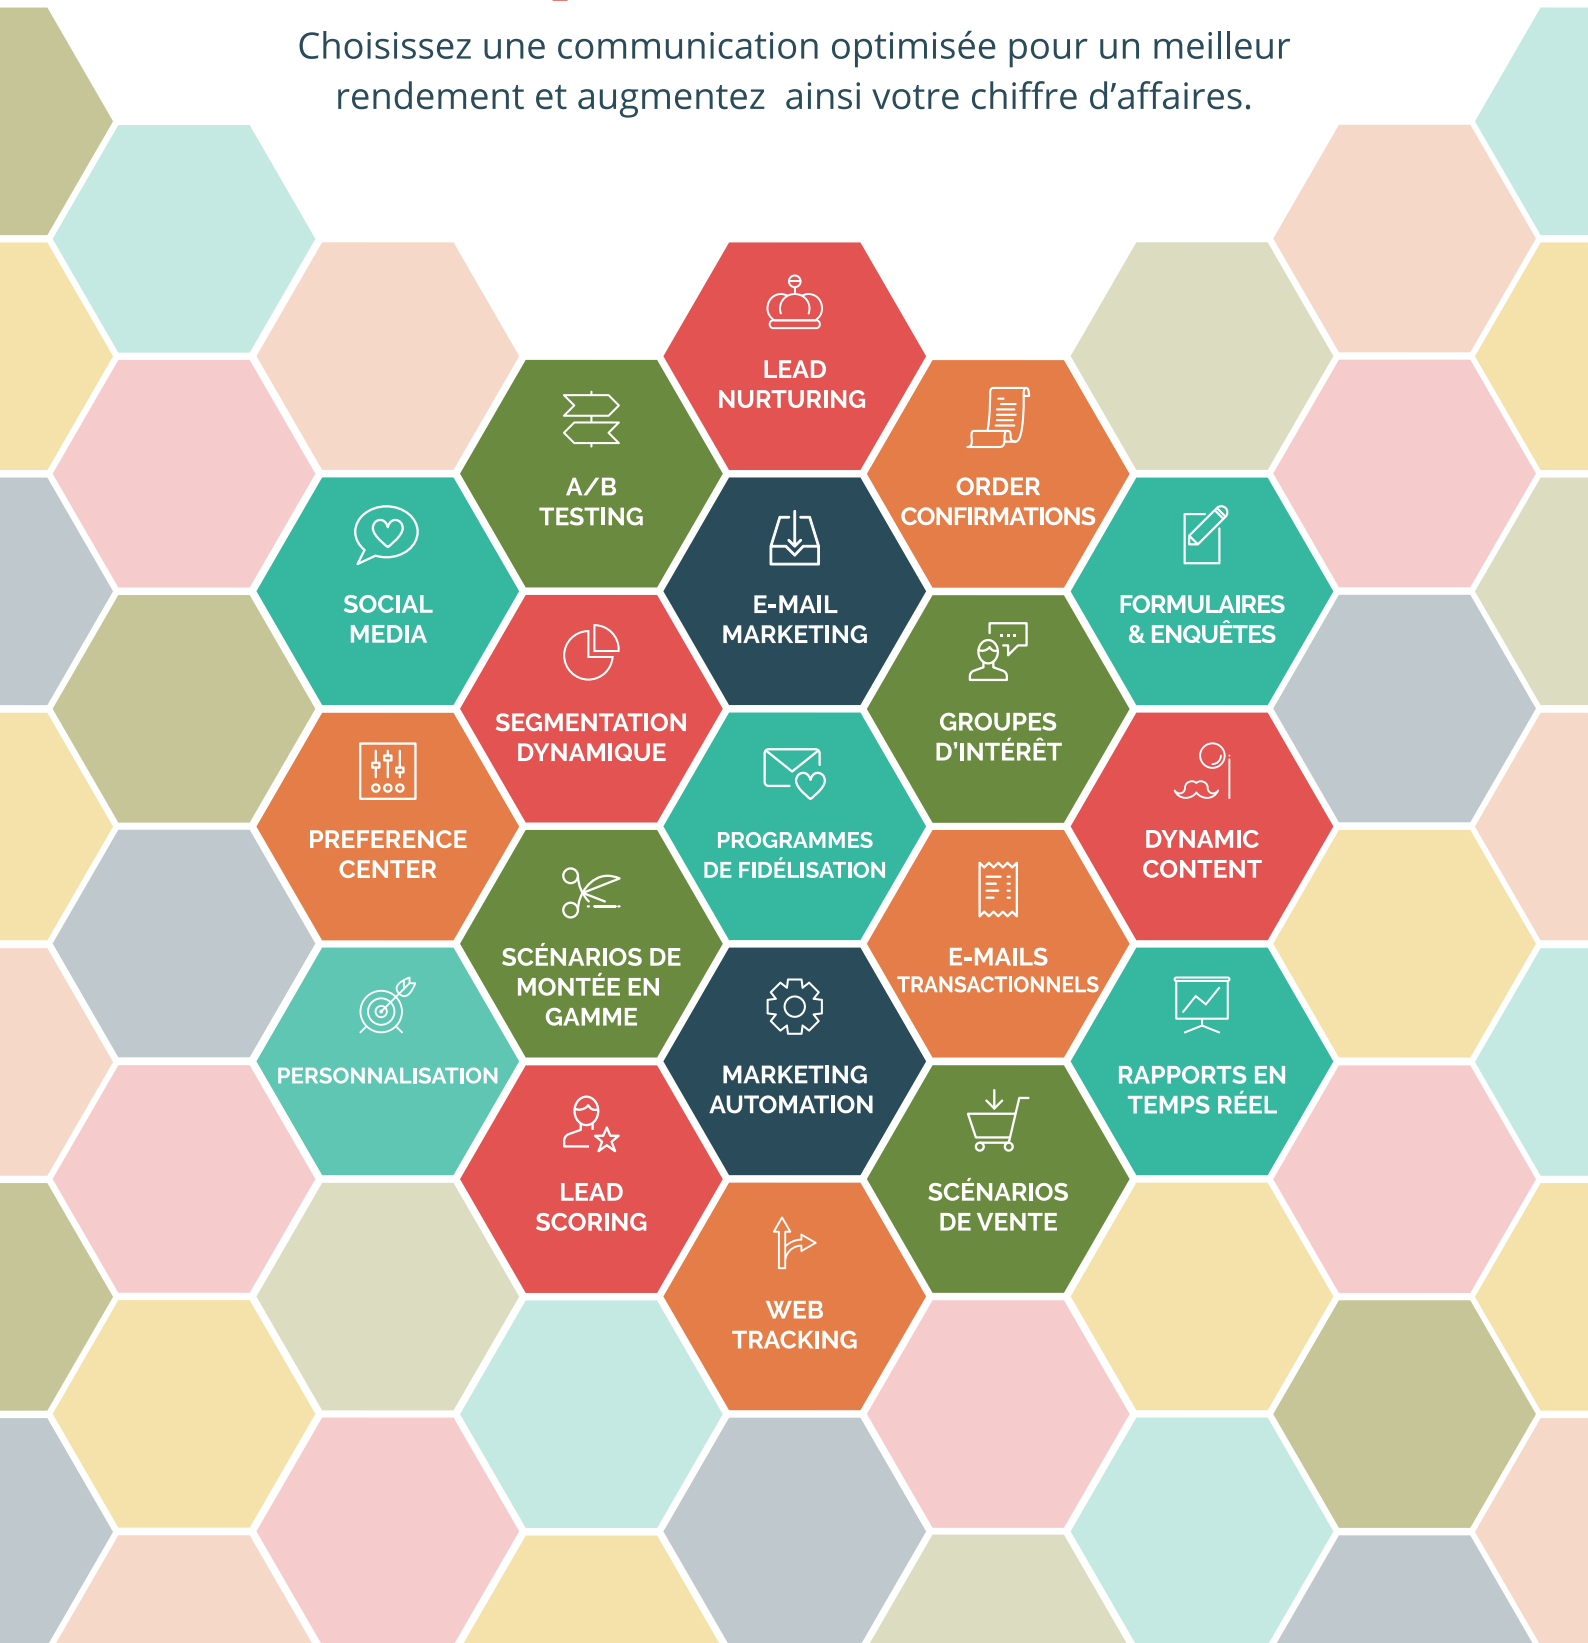 Choisissez une communication optimisée pour un meilleur
rendement et augmentez ainsi votre chiffre d'affaires.
LEAD
NURTURING
A/B
TESTING
ORDER
CONFIRMATIONS
SOCIAL
MEDIA
E-MAIL
MARKETING
FORMULAIRES
& ENQUÊTES
SEGMENTATION
DYNAMIQUE
GROUPES
D'INTÉRÊT
PREFERENCE
CENTER
PROGRAMMES
DE FIDÉLISATION
DYNAMIC
CONTENT
SCÉNARIOS DE
MONTÉE EN
GAMME
E-MAILS
TRANSACTIONNELS
PERSONNALISATION
MARKETING
AUTOMATION
RAPPORTS EN
TEMPS RÉEL
LEAD
SCORING
SCÉNARIOS
DE VENTE
WEB
TRACKING